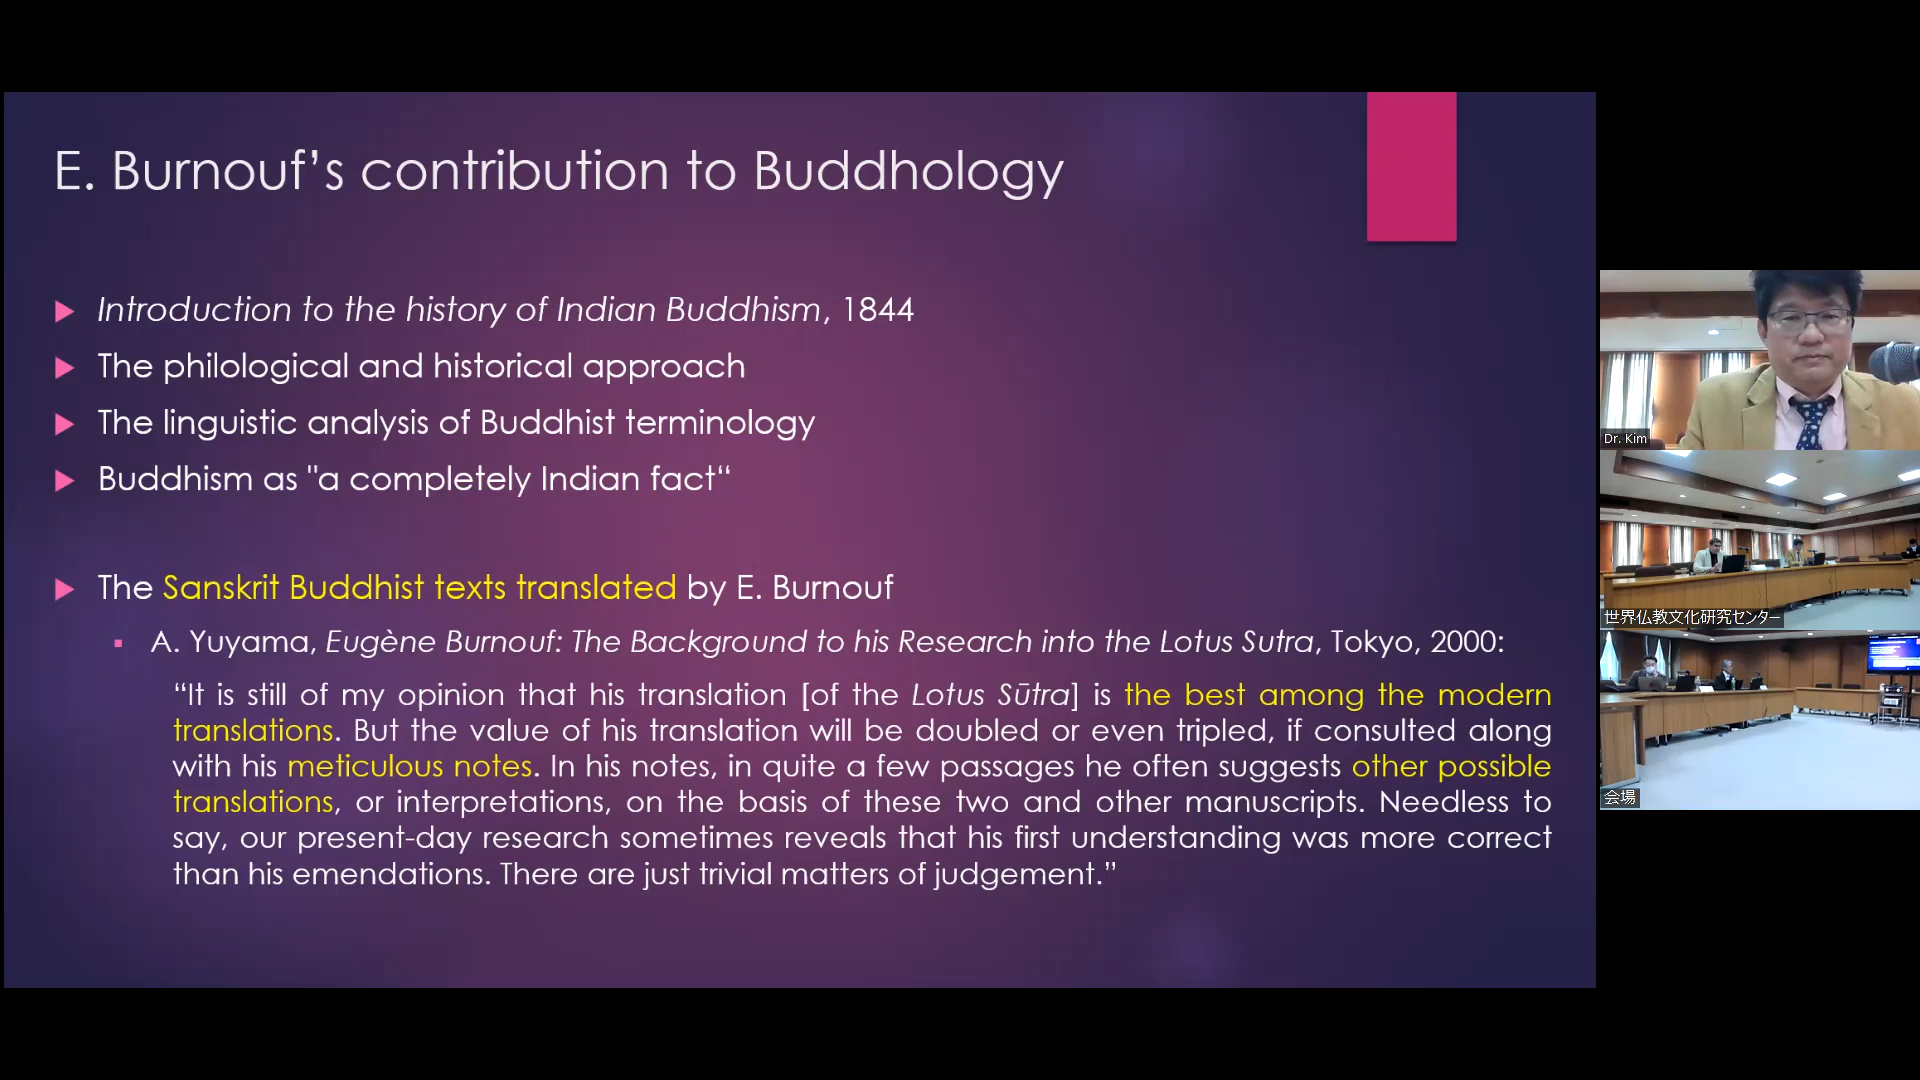 E. Burnouf’s contribution to Buddhology
Introduction to the history of Indian Buddhism, 1844
The philological and historical approach
The linguistic analysis of Buddhist terminology
Buddhism as "a completely Indian fact“
The Sanskrit Buddhist texts translated by E. Burnouf
A. Yuyama, Eugène Burnouf: The Background to his Research into the Lotus Sutra, Tokyo, 2000:
“It is still of my opinion that his translation [of the Lotus Sūtra] is the best among the modern
translations. But the value of his translation will be doubled or even tripled, if consulted along
with his meticulous notes. In his notes, in quite a few passages he often suggests other possible
translations, or interpretations, on the basis of these two and other manuscripts. Needless to
say, our present-day research sometimes reveals that his first understanding was more correct
than his emendations. There are just trivial matters of judgement.”
Dr. Kim
世界仏教文化研究センター
会場